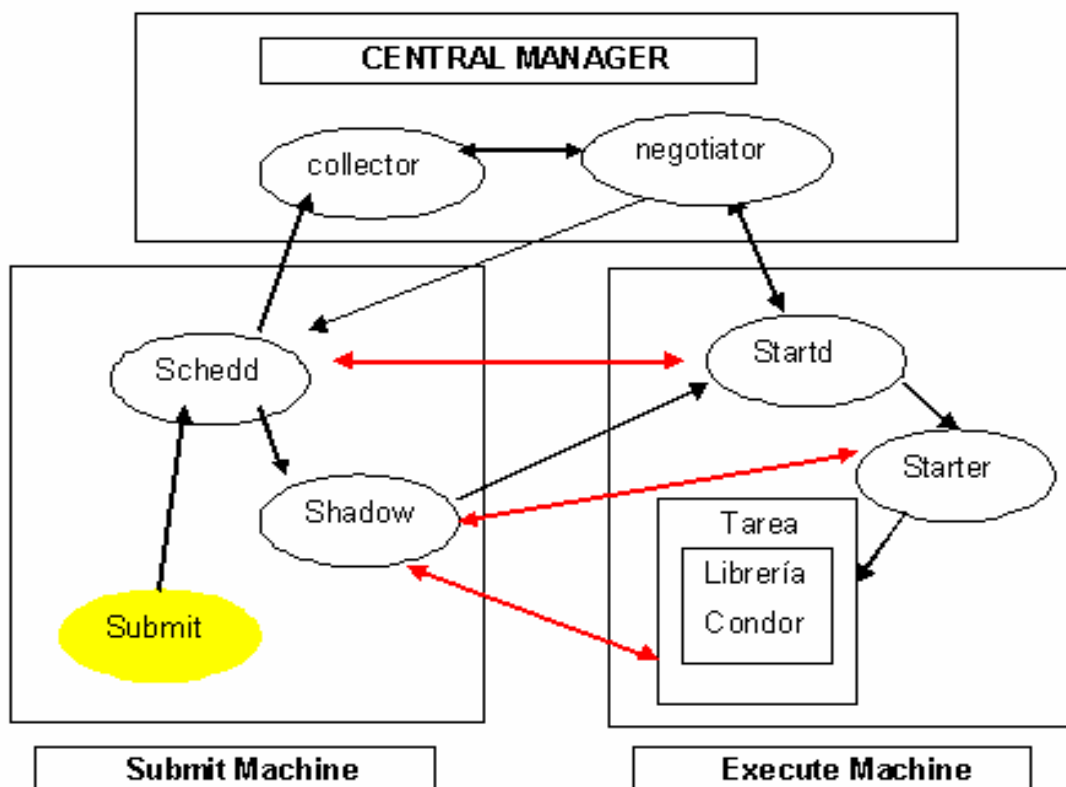 CENTRAL MANAGER
collector
negotiator
Schedd
Startd
Shadow
Starter
Tarea
Librería
Condor
Submit
Submit Machine
Execute Machine